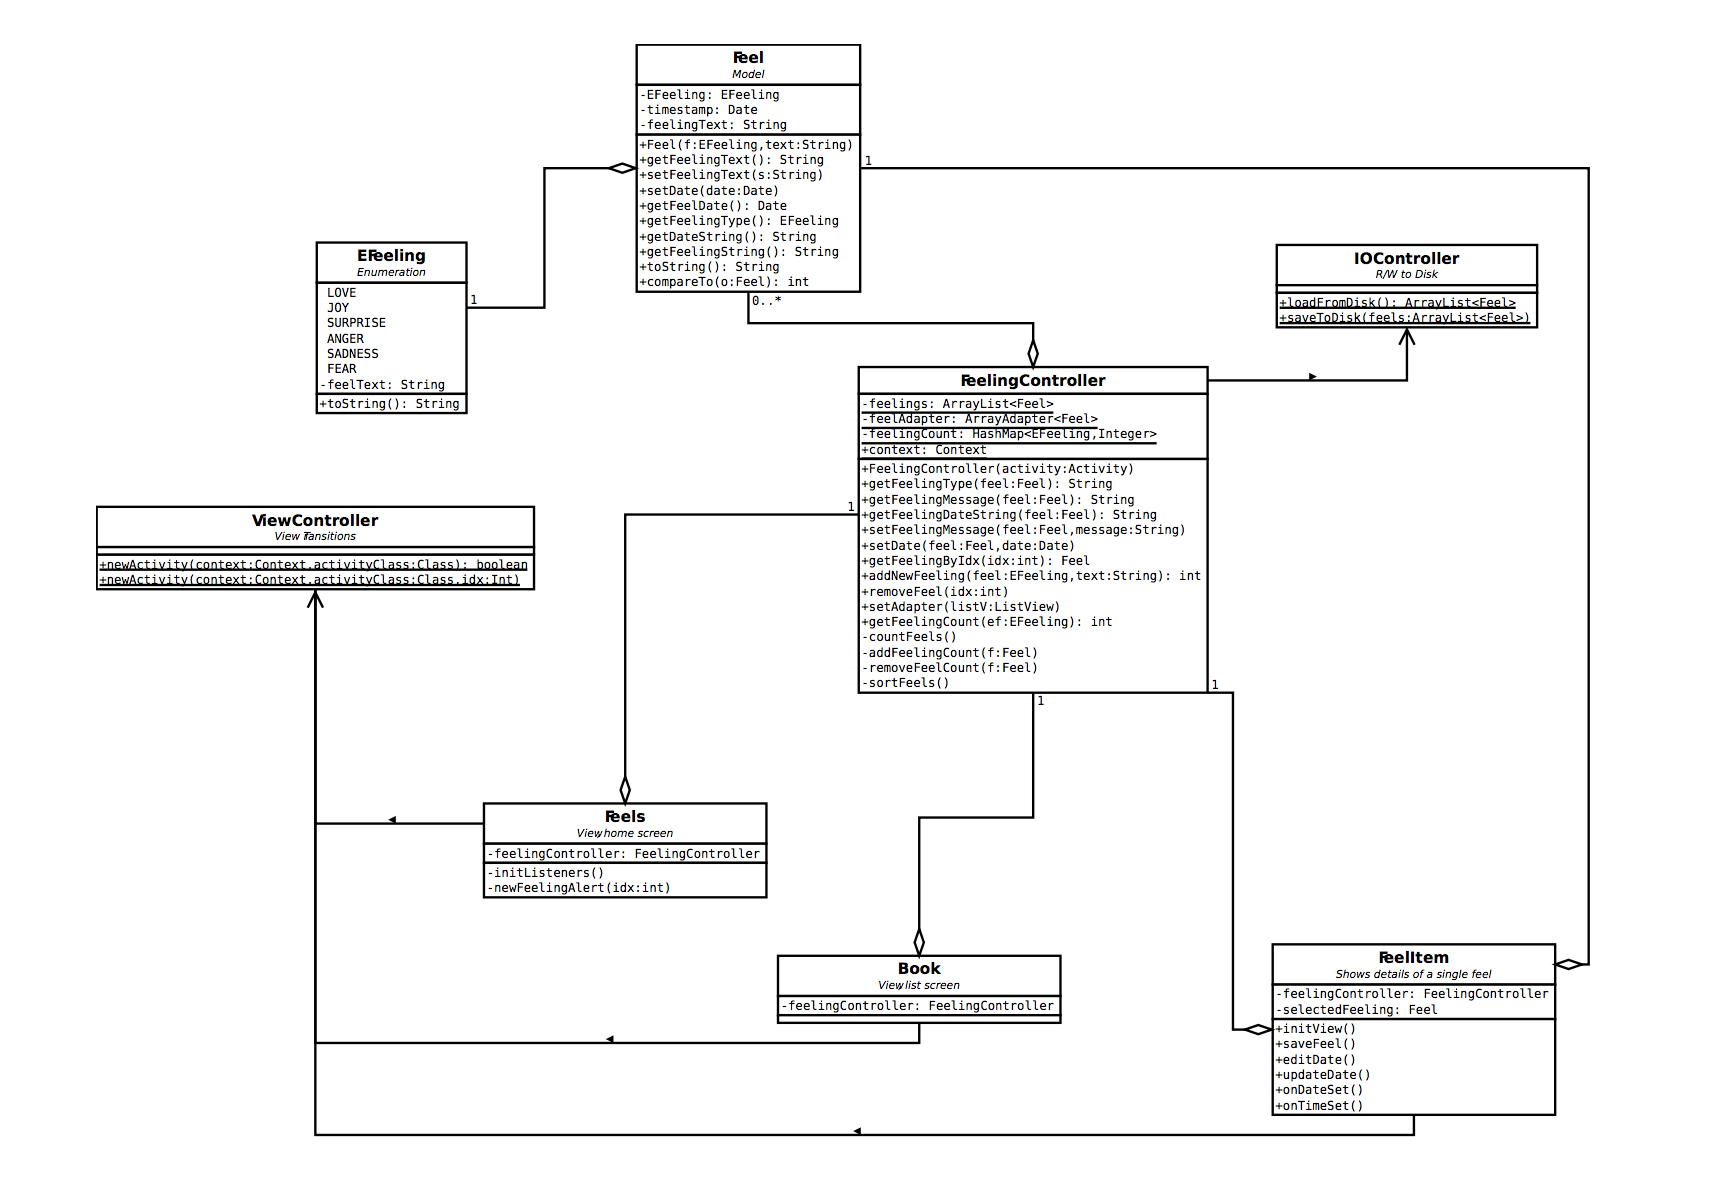 Feel
Model
-EFeeling: EFeeling
-timestamp: Date
-feelingText: String
+Feel(f:EFeeling,text:String)
+getFeelingText(): String
+setFeelingText(s:String)
+setDate(date:Date)
+getFeelDate(): Date
+getFeelingType(): EFeeling
+getDateString(): String
+getFeelingString(): String
+toString(): String
+compareTo(o:Feel): int
1
0..*
EFeeling
Enumeration
LOVE
JOY
SURPRISE
ANGER
SADNESS
FEAR
-feelText: String
+toString(): String
1
IOController
R/W to Disk
+loadFromDisk(): ArrayList<Feel>
+saveToDisk(feels:ArrayList<Feel>)
FeelingController
-feelings: ArrayList<Feel>
-feelAdapter: ArrayAdapter<Feel>
-feelingCount: HashMap<EFeeling,Integer>
+context: Context
+FeelingController(activity:Activity)
+getFeelingType(feel:Feel): String
+getFeelingMessage(feel:Feel): String
+getFeelingDateString(feel:Feel): String
+setFeelingMessage(feel:Feel,message:String)
+setDate(feel:Feel,date:Date)
+getFeelingByIdx(idx:int): Feel
+addNewFeeling(feel:EFeeling,text:String): int
+removeFeel(idx:int)
+setAdapter(listV:ListView)
+getFeelingCount(ef:EFeeling): int
-countFeels()
-addFeelingCount(f:Feel)
-removeFeelCount(f:Feel)
-sortFeels()
1
1
1
ViewController
View Tansitions
+newActivity(context:Context,activityClass:Class): boolean
+newActivity(context:Context,activityClass:Class,idx:Int)
Feels
View, home screen
-feelingController: FeelingController
-initListeners()
-newFeelingAlert(idx:int)
Book
View, list screen
-feelingController: FeelingController
FeelItem
Shows details of a single feel
-feelingController: FeelingController
-selectedFeeling: Feel
+initView()
+saveFeel()
+editDate()
+updateDate()
+onDateSet()
+onTimeSet()